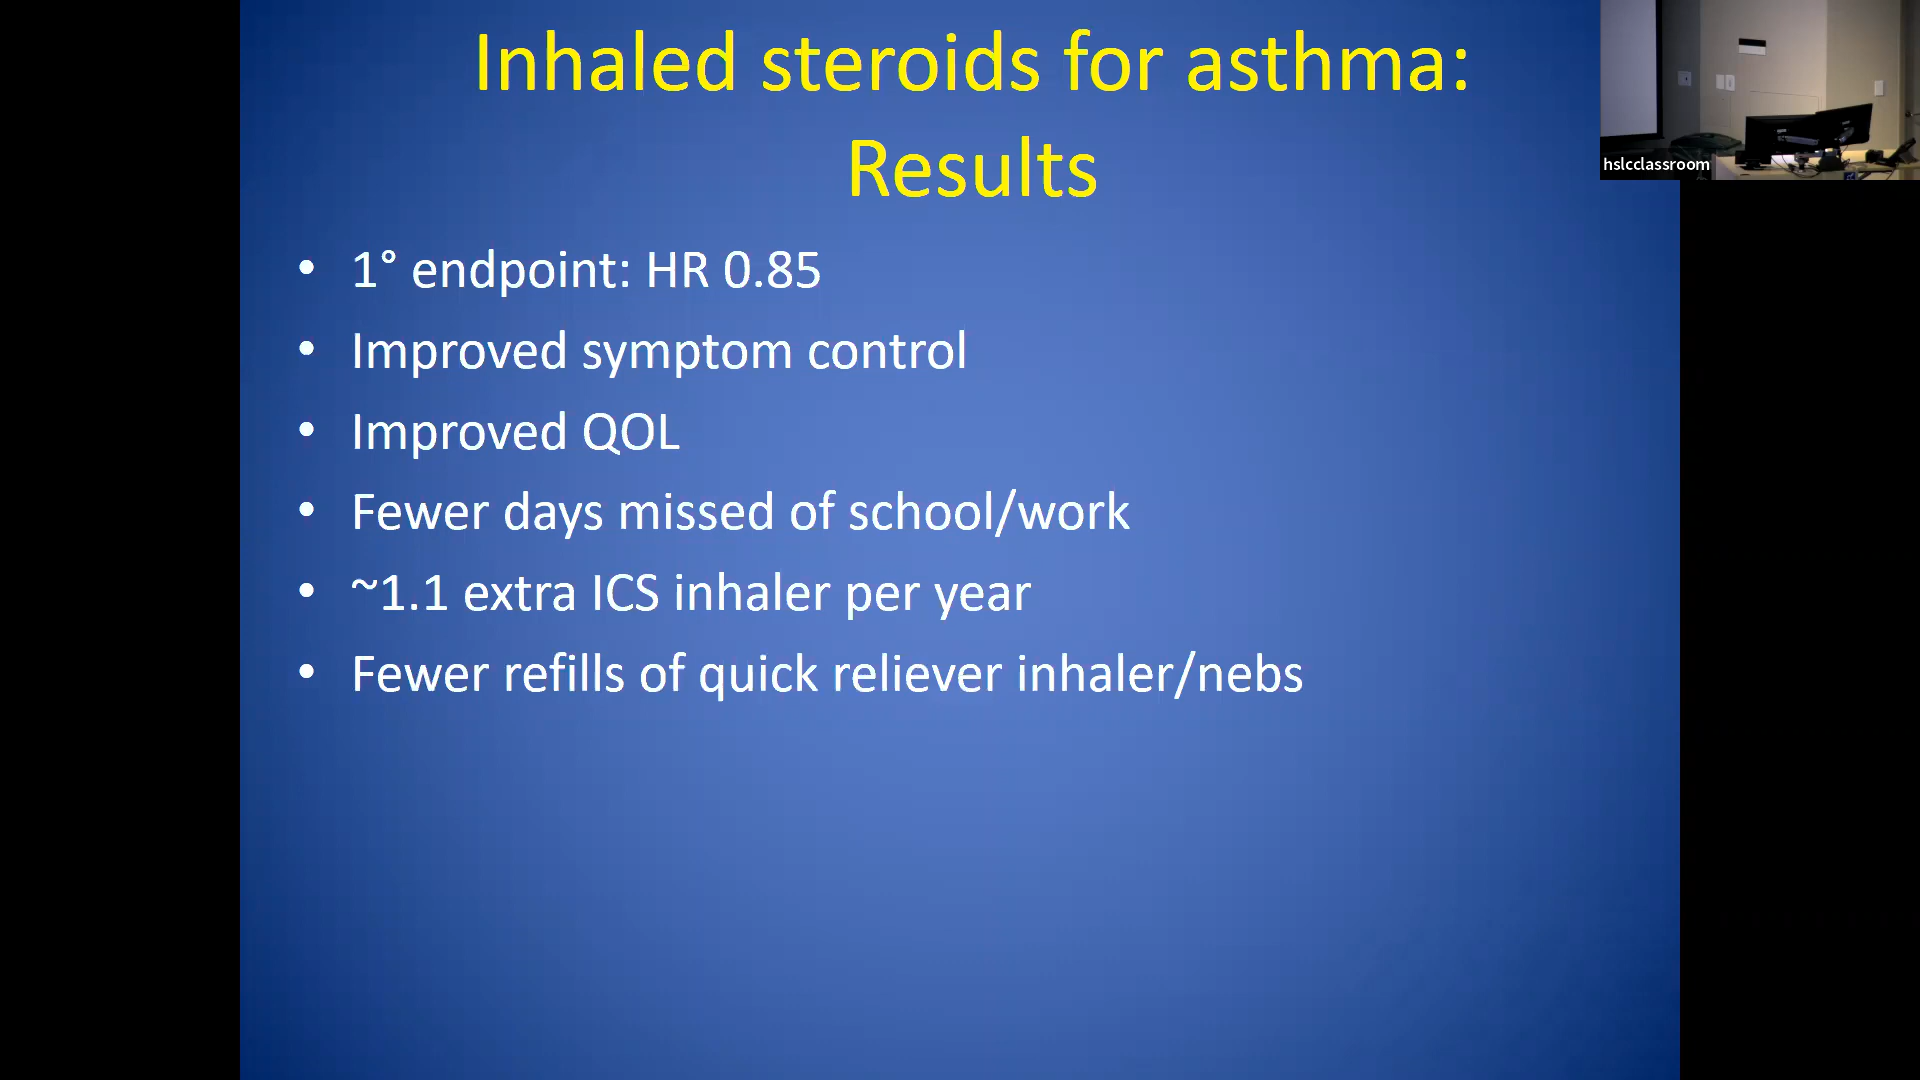 Inhaled steroids for asthma:
Results
• 1° endpoint: HR 0.85
• Improved symptom control
• Improved QOL
• Fewer days missed of school/work
• ~1.1 extra ICS inhaler per year
• Fewer refills of quick reliever inhaler/nebs
hslcclassroom